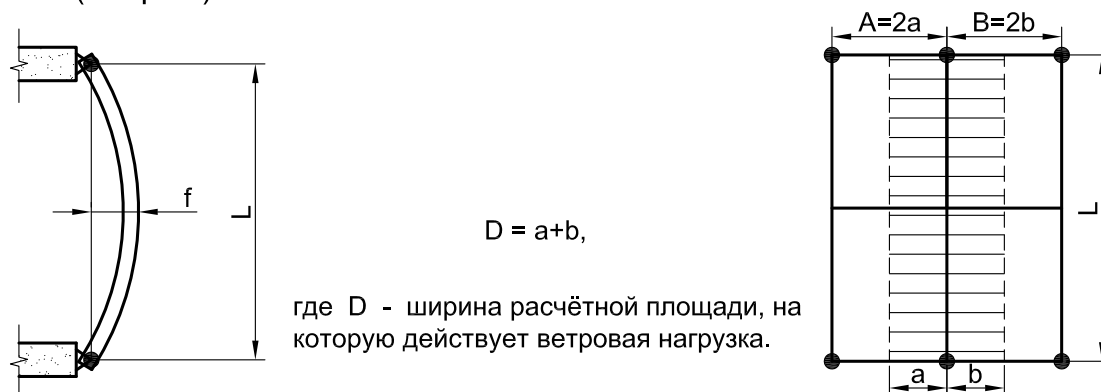 A=2a B=2b
f
L
D = a+b,
L
где D - ширина расчётной площади, на
которую действует ветровая нагрузка.
a b